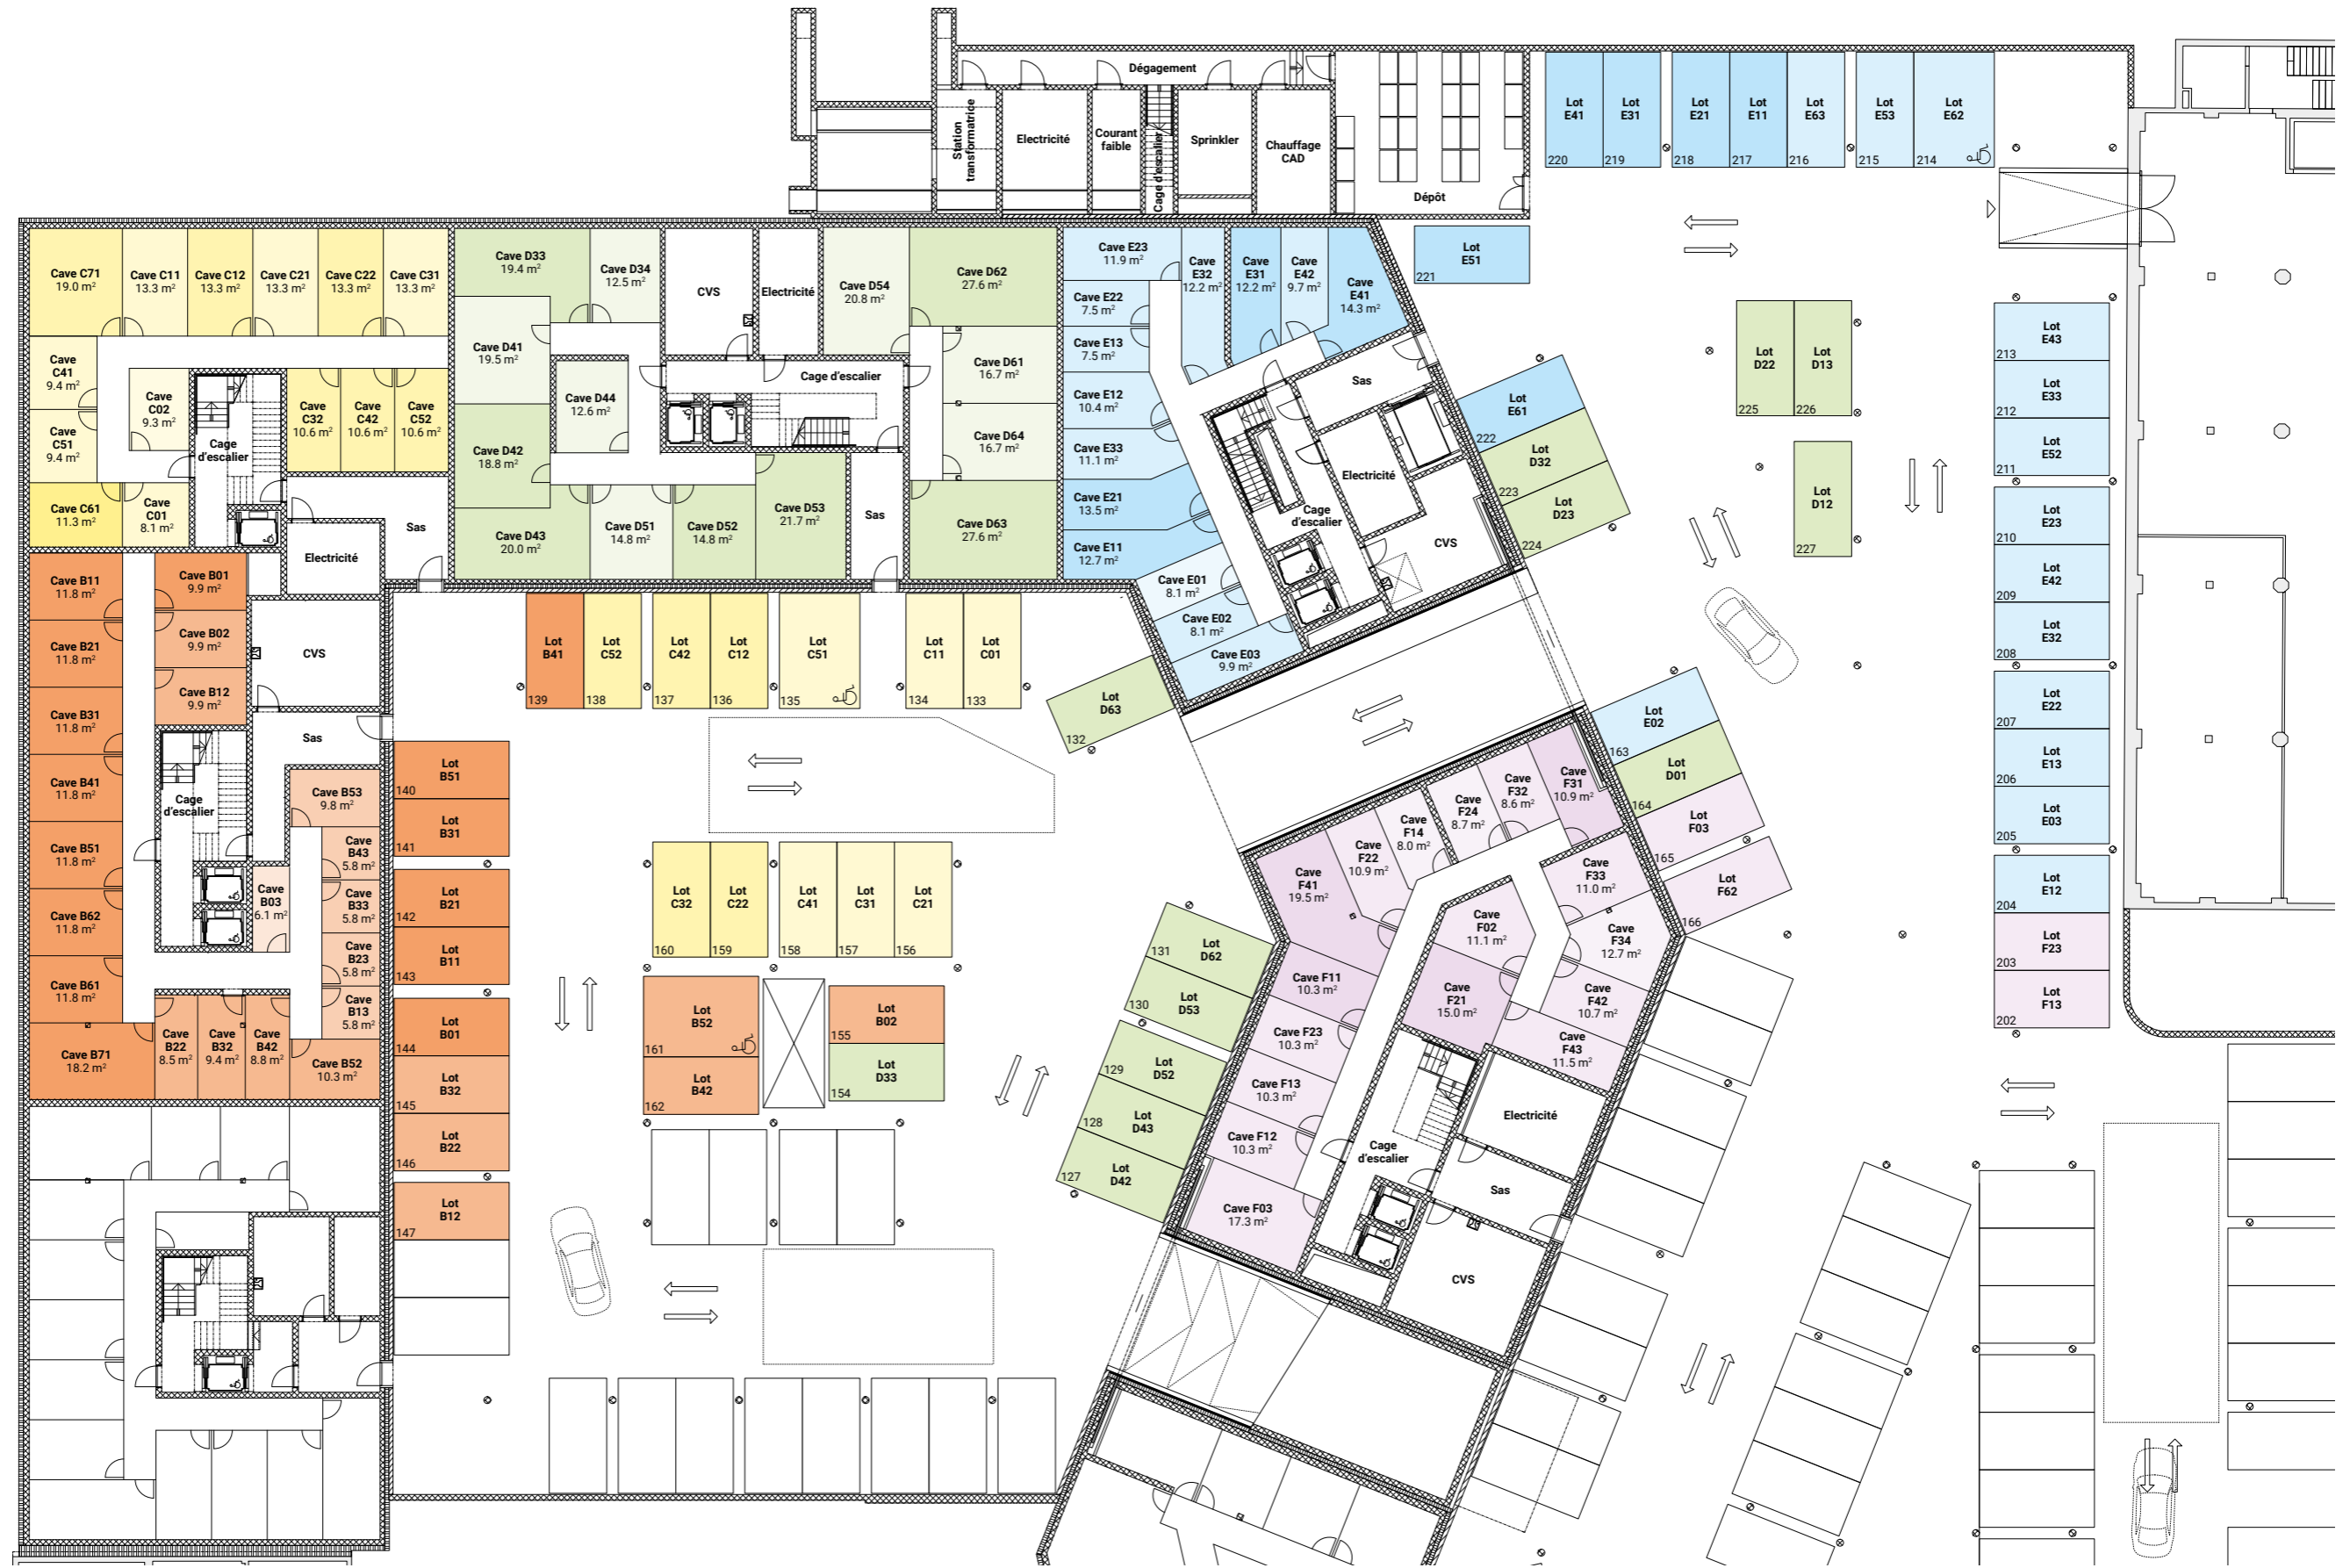 Dégagement
Station
transformatrice
Electricité
Courant
faible
Cage d'escalier
Sprinkler
Chauffage
CAD
Dépôt
Lot
E41
220
Lot
E31
219
Lot
E21
218
Lot
E11
217
Lot
E63
216
Lot
E53
215
Lot
E62
214
Lot
E51
221
Cave C71
19.0 m²
Cave C11
13.3 m²
Cave C12
13.3 m²
Cave C21
13.3 m²
Cave C22
13.3 m²
Cave C31
13.3 m²
Cave
C41
9.4 m²
Cave
C02
9.3 m²
Cave
C51
9.4 m²
Cage
d'escalier
Cave
C32
10.6 m²
Cave
C42
10.6 m²
Cave
C52
10.6 m²
Cave C61
11.3 m²
Cave
C01
8.1 m²
Sas
Electricité
Cave D33
19.4 m²
Cave D34
12.5 m²
CVS
Electricité
Cave D54
20.8 m²
Cave D62
27.6 m²
Cave D41
19.5 m²
Cave D44
12.6 m²
Cage d'escalier
Cave D61
16.7 m²
Cave D42
18.8 m²
Cave D64
16.7 m²
Cave D43
20.0 m²
Cave D51
14.8 m²
Cave D52
14.8 m²
Cave D53
21.7 m²
Sas
Cave D63
27.6 m²
Cave E23
11.9 m²
Cave
E32
12.2 m²
Cave
E31
12.2 m²
Cave
E42
9.7 m²
Cave
E41
14.3 m²
Cave E22
7.5 m²
Cave E13
7.5 m²
Cave E12
10.4 m²
Cave E33
11.1 m²
Cave E21
13.5 m²
Cave E11
12.7 m²
Cave E01
8.1 m²
Cave E02
8.1 m²
Cave E03
9.9 m²
Sas
Electricité
Cage
d'escalier
CVS
Lot
E61
222
Lot
D32
223
Lot
D23
224
Lot
D22
225
Lot
D13
226
Lot
D12
227
Lot
E43
213
Lot
E33
212
Lot
E52
211
Lot
E23
210
Lot
E42
209
Lot
E32
208
Lot
E22
207
Lot
E13
206
Lot
E03
205
Lot
E12
204
Lot
F23
203
Lot
F13
202
Cave B11
11.8 m²
Cave B01
9.9 m²
Cave B21
11.8 m²
Cave B02
9.9 m²
CVS
Cave B31
11.8 m²
Cave B12
9.9 m²
Sas
Cave B41
11.8 m²
Cage
d'escalier
Cave B53
9.8 m²
Cave B51
11.8 m²
Cave
B43
5.8 m²
Cave
B03
6.1 m²
Cave
B33
5.8 m²
Cave B62
11.8 m²
Cave
B23
5.8 m²
Cave B61
11.8 m²
Cave
B13
5.8 m²
Cave B71
18.2 m²
Cave
B22
8.5 m²
Cave
B32
9.4 m²
Cave
B42
8.8 m²
Cave B52
10.3 m²
Lot
B41
139
Lot
C52
138
Lot
C42
137
Lot
C12
136
Lot
C51
135
Lot
C11
134
Lot
C01
133
Lot
D63
132
Lot
B51
140
Lot
B31
141
Lot
B21
142
Lot
B11
143
Lot
B01
144
Lot
B32
145
Lot
B22
146
Lot
B12
147
Lot
C32
160
Lot
C22
159
Lot
C41
158
Lot
C31
157
Lot
C21
156
Lot
B52
161
Lot
B42
162
Lot
B02
155
Lot
D33
154
Lot
D62
131
Lot
D53
130
Lot
D52
129
Lot
D43
128
Lot
D42
127
Lot
E02
163
Lot
D01
164
Lot
F03
165
Lot
F62
166
Cave
F31
10.9 m²
Cave
F32
8.6 m²
Cave
F24
8.7 m²
Cave
F14
8.0 m²
Cave
F22
10.9 m²
Cave
F41
19.5 m²
Cave
F33
11.0 m²
Cave
F02
11.1 m²
Cave
F34
12.7 m²
Cave F11
10.3 m²
Cave
F21
15.0 m²
Cave
F42
10.7 m²
Cave F23
10.3 m²
Cave
F43
11.5 m²
Cave F13
10.3 m²
Cave F12
10.3 m²
Cave F03
17.3 m²
Electricité
Cage
d'escalier
Sas
CVS